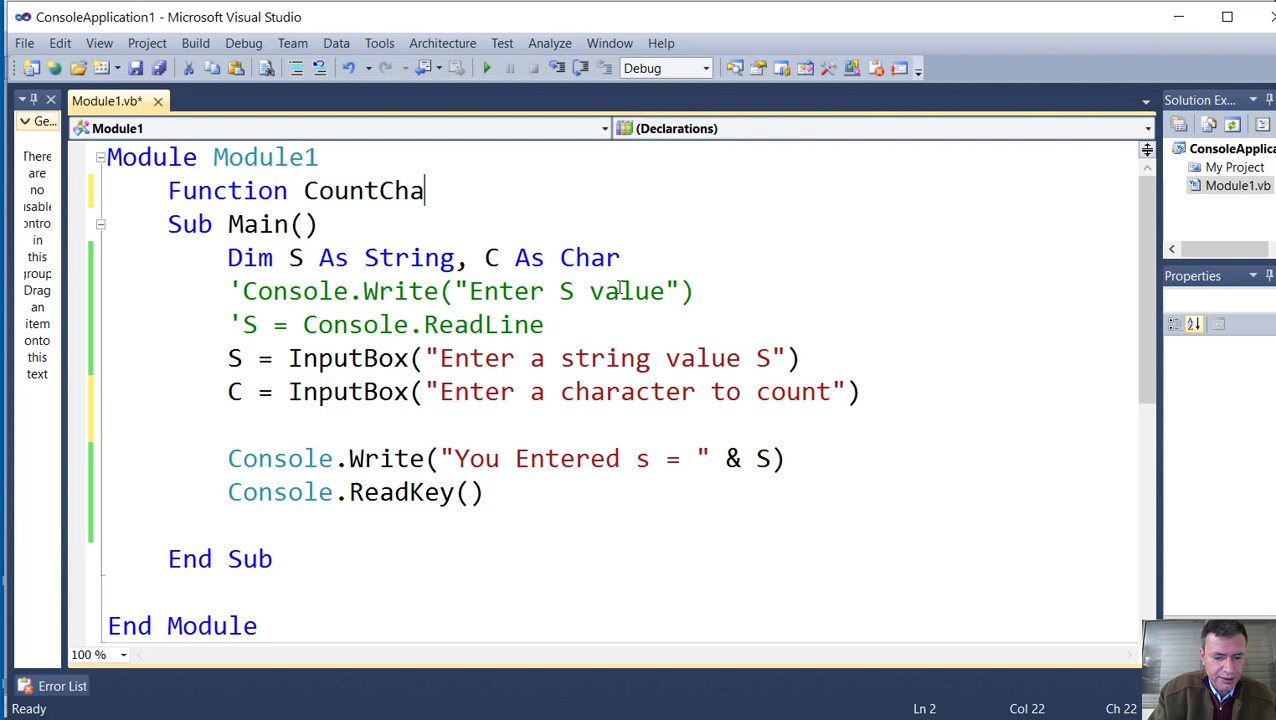 ConsoleApplication1 - Microsoft Visual Studio
File Edit View Project Build Debug Team Data Tools Architecture Test Analyze Window Help
Debug
Ge...
Module1.vb*
Solution Ex...
Module1
(Declarations)
There
are
no
usable
ontro
in
this
group
Drag
an
item
onto
this
text
Module Module1
Function CountCha
Sub Main()
Dim S As String, C As Char
'Console.Write("Enter S value")
'S = Console.ReadLine
S = InputBox("Enter a string value S")
C = InputBox("Enter a character to count")
Console.Write("You Entered s = " & S)
Console.ReadKey()
End Sub
End Module
ConsoleApplica
My Project
Module1.vb
Properties
100 %
Error List
Ready
Ln 2
Col 22
Ch 22